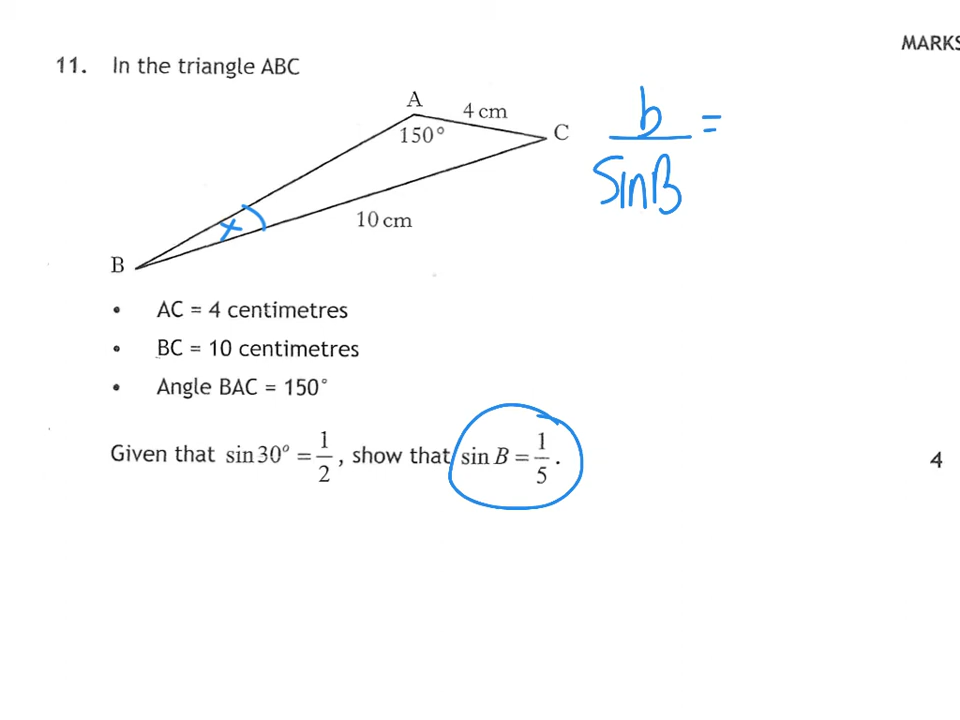 MARKS
11. In the triangle ABC
A
4 cm
150°
C
b =
sin B
x
10 cm
B
• AC = 4 centimetres
• BC = 10 centimetres
• Angle BAC = 150°
Given that sin 30° = 1/2, show that sin B = 1/5.
4